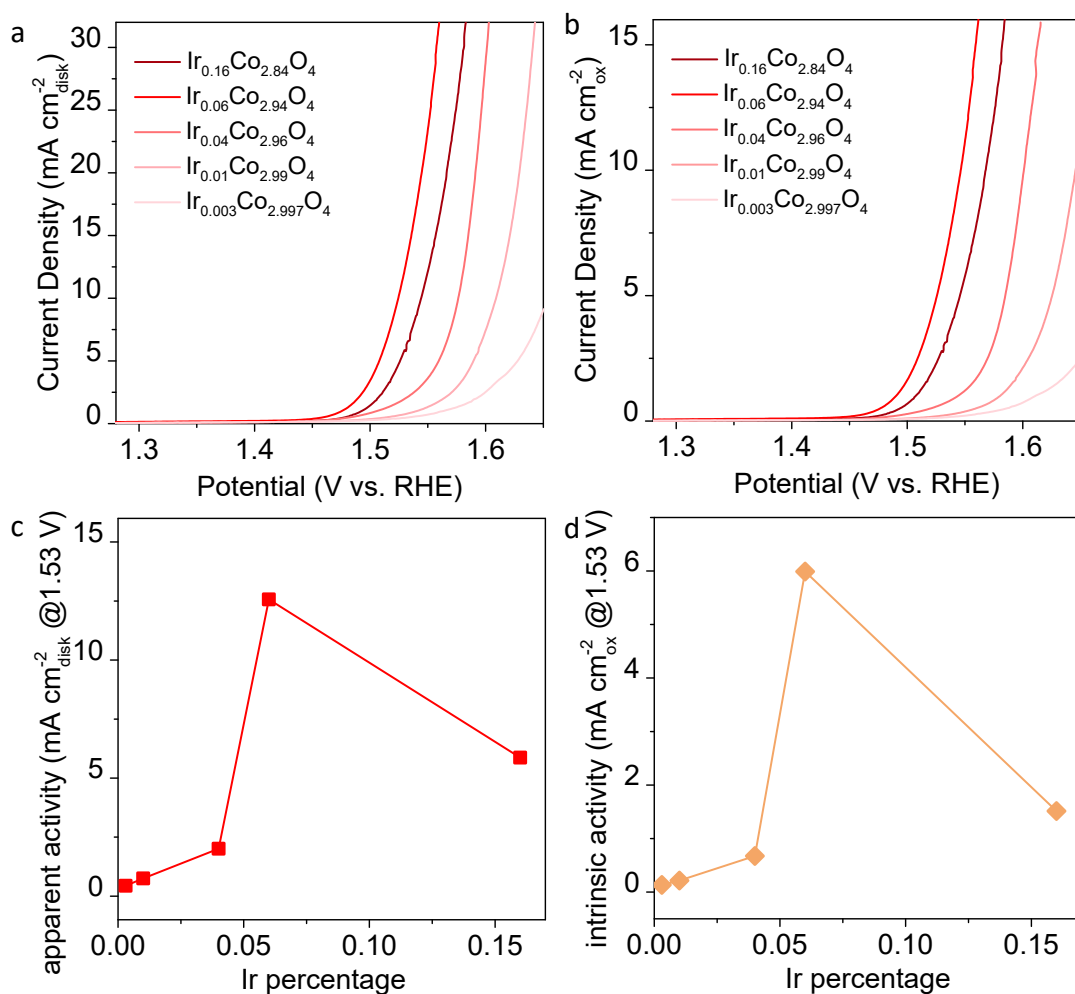 a
30
25
20
15
10
5
0
Current Density (mA cm⁻²disk)
Ir0.16Co2.84O4
Ir0.06Co2.94O4
Ir0.04Co2.96O4
Ir0.01Co2.99O4
Ir0.003Co2.997O4
1.3 1.4 1.5 1.6
Potential (V vs. RHE)
b
15
10
5
0
Current Density (mA cm⁻²ox)
Ir0.16Co2.84O4
Ir0.06Co2.94O4
Ir0.04Co2.96O4
Ir0.01Co2.99O4
Ir0.003Co2.997O4
1.3 1.4 1.5 1.6
Potential (V vs. RHE)
c
15
10
5
0
apparent activity (mA cm⁻²disk @1.53 V)
0.00 0.05 0.10 0.15
Ir percentage
d
6
4
2
0
intrinsic activity (mA cm⁻²ox @1.53 V)
0.00 0.05 0.10 0.15
Ir percentage